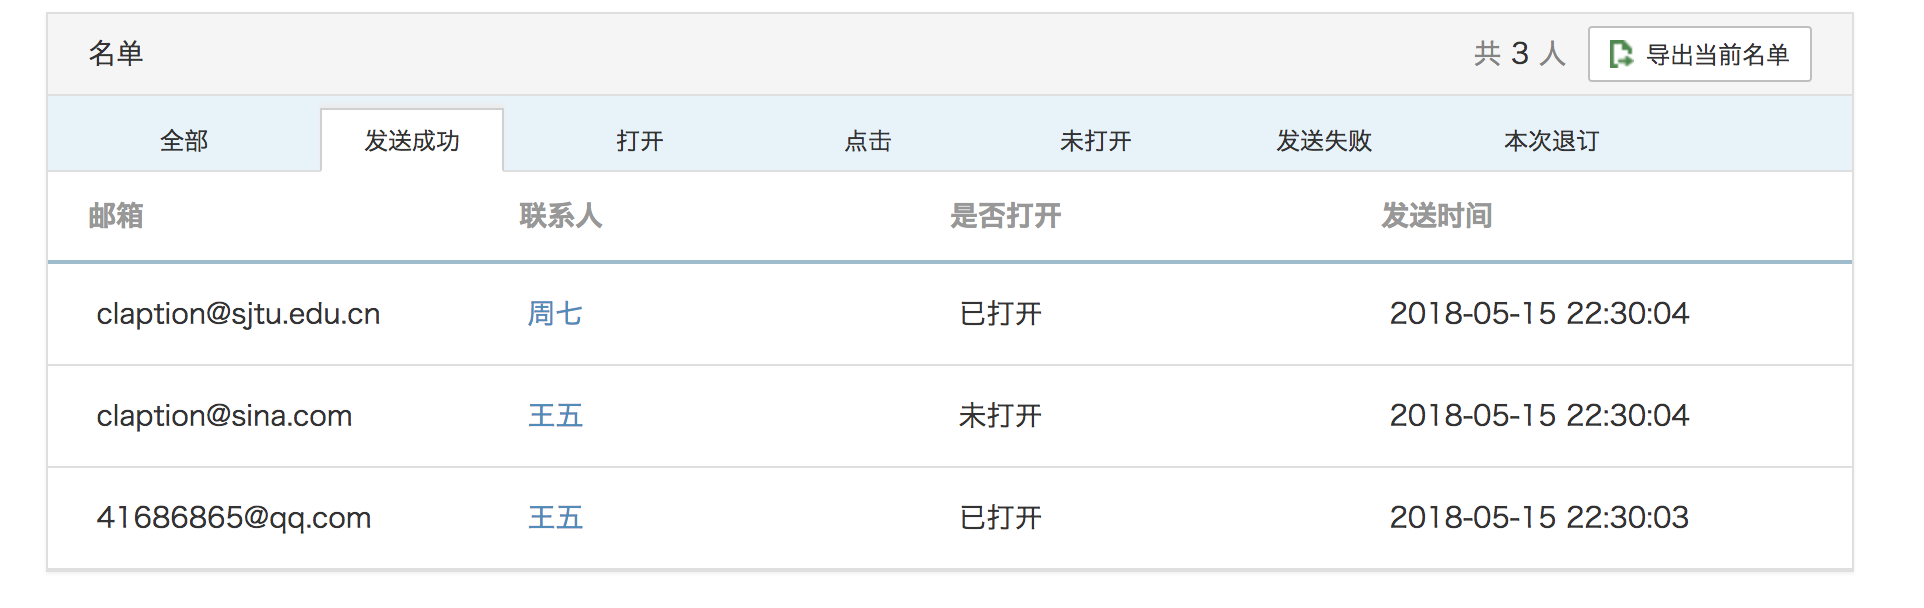 名单 共 3 人 导出当前名单
全部 发送成功 打开 点击 未打开 发送失败 本次退订
邮箱 联系人 是否打开 发送时间
claption@sjtu.edu.cn 周七 已打开 2018-05-15 22:30:04
claption@sina.com 王五 未打开 2018-05-15 22:30:04
41686865@qq.com 王五 已打开 2018-05-15 22:30:03